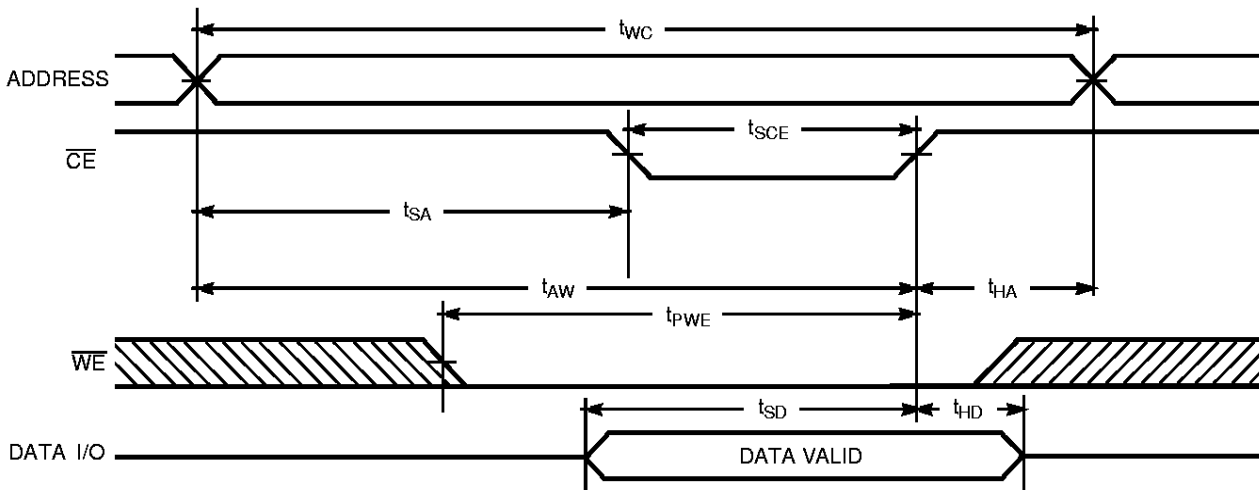 tWC
ADDRESS
tSCE
CE
tSA
tAW
tHA
tPWE
WE
tSD
tHD
DATA I/O
DATA VALID